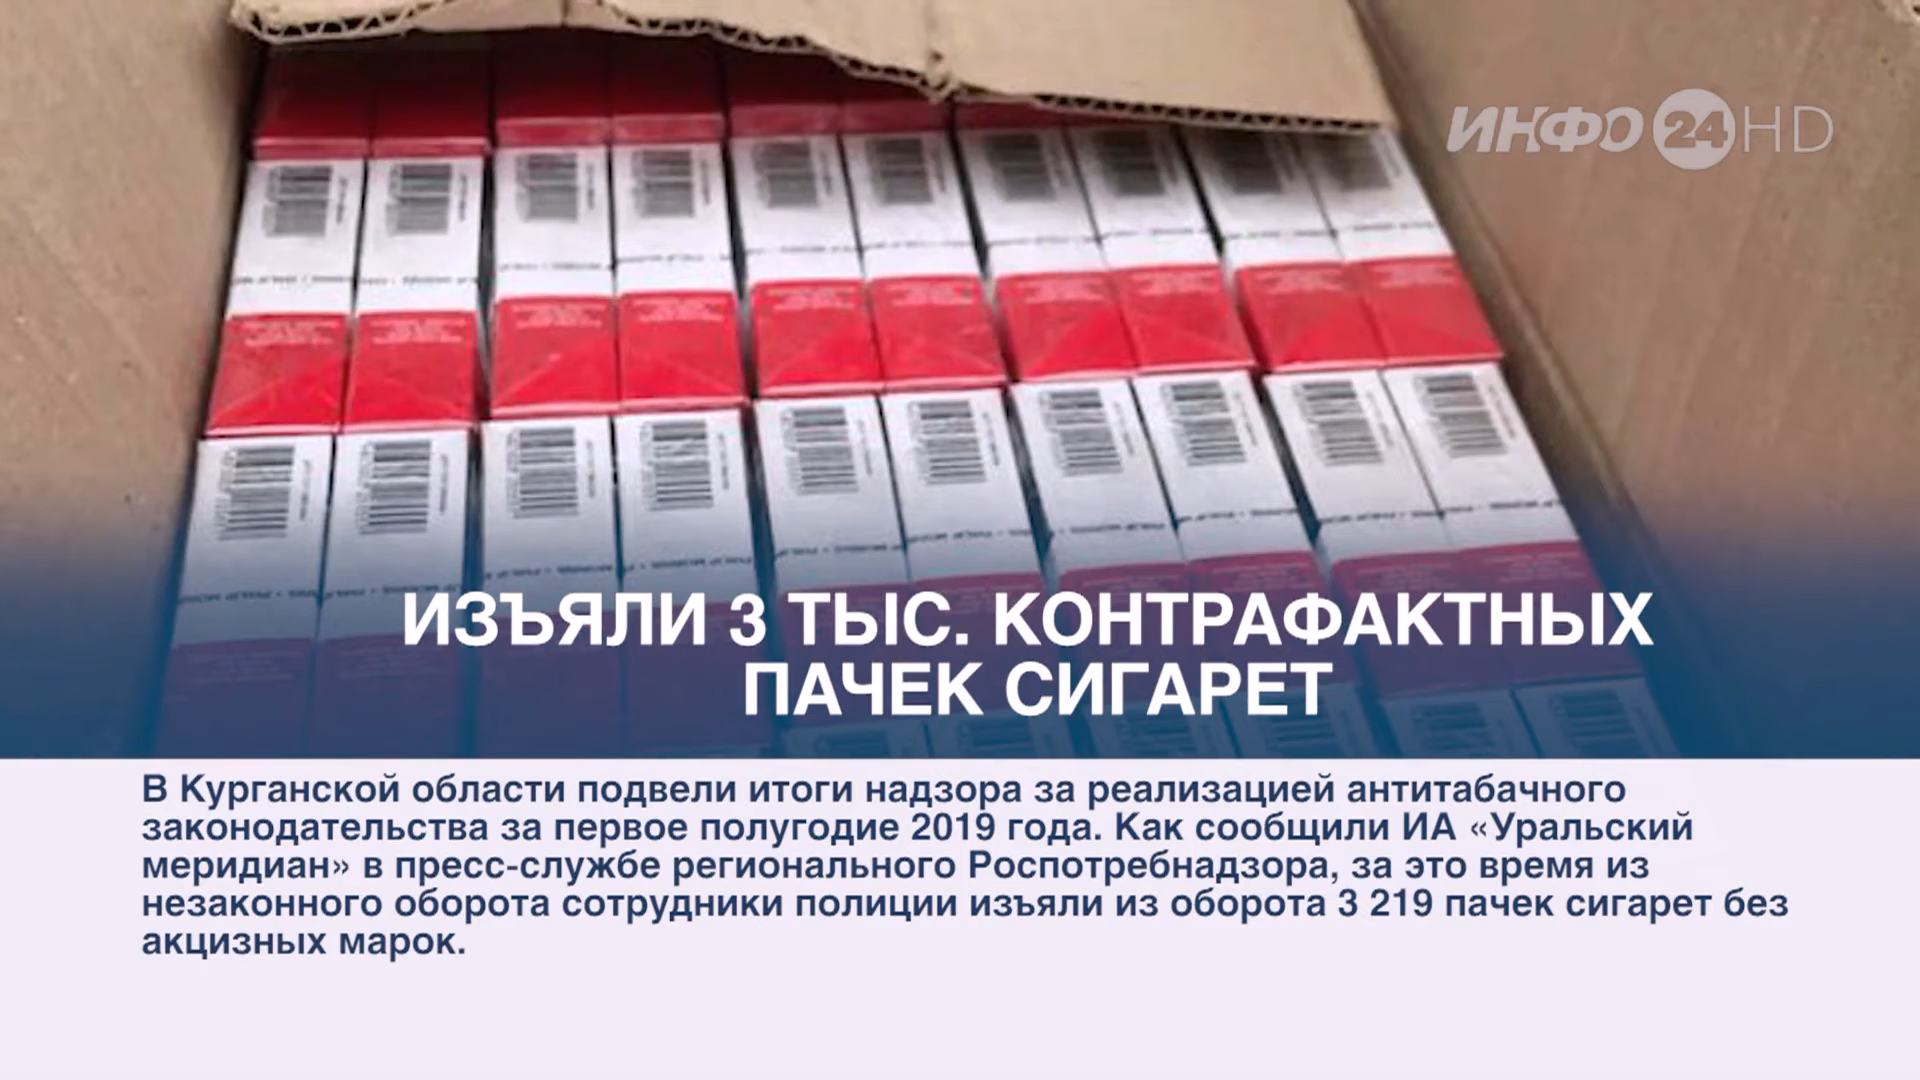 ИНФО 24 HD
ИЗЪЯЛИ 3 ТЫС. КОНТРАФАКТНЫХ
ПАЧЕК СИГАРЕТ
В Курганской области подвели итоги надзора за реализацией антитабачного
законодательства за первое полугодие 2019 года. Как сообщили ИА «Уральский
меридиан» в пресс-службе регионального Роспотребнадзора, за это время из
незаконного оборота сотрудники полиции изъяли из оборота 3 219 пачек сигарет без
акцизных марок.